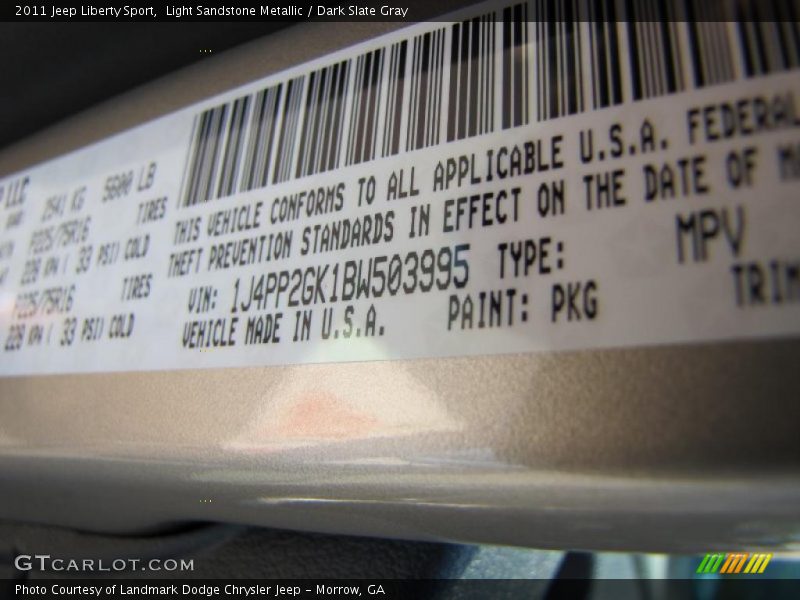 2011 Jeep Liberty Sport,  Light Sandstone Metallic / Dark Slate Gray
LLC
2541 KG 5600 LB
P225/75R16 TIRES
228 KPA ( 33 PSI) COLD
P225/75R16 TIRES
228 KPA ( 33 PSI) COLD
THIS VEHICLE CONFORMS TO ALL APPLICABLE U.S.A. FEDERAL
THEFT PREVENTION STANDARDS IN EFFECT ON THE DATE OF
VIN: 1J4PP2GK1BW503995 TYPE: MPV
VEHICLE MADE IN U.S.A. PAINT: PKG TRIM
GTCARLOT.COM
Photo Courtesy of Landmark Dodge Chrysler Jeep - Morrow, GA